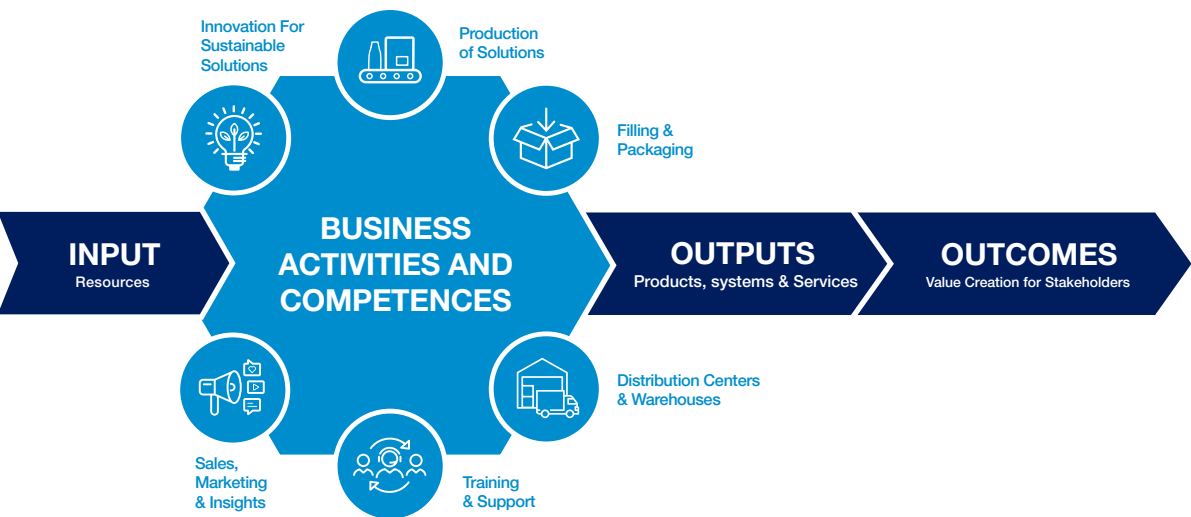 Innovation For
Sustainable
Solutions
Production
of Solutions
Filling &
Packaging
INPUT
Resources
BUSINESS
ACTIVITIES AND
COMPETENCES
OUTPUTS
Products, systems & Services
OUTCOMES
Value Creation for Stakeholders
Distribution Centers
& Warehouses
Sales,
Marketing
& Insights
Training
& Support